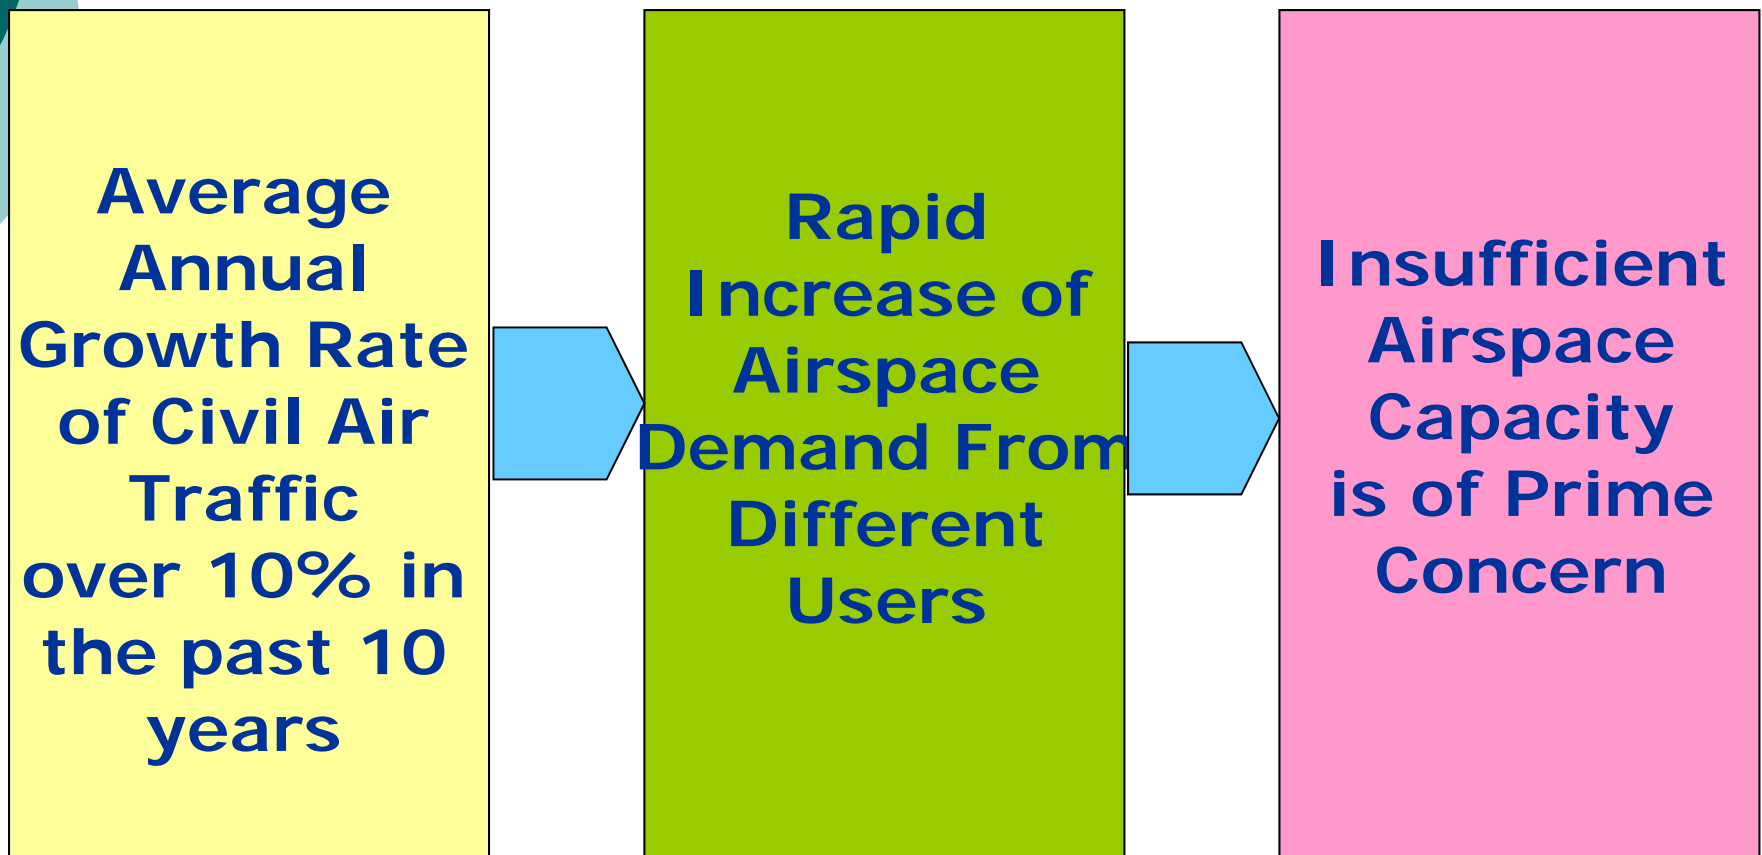 Average
Annual
Growth Rate
of Civil Air
Traffic
over 10% in
the past 10
years
Rapid
Increase of
Airspace
Demand From
Different
Users
Insufficient
Airspace
Capacity
is of Prime
Concern